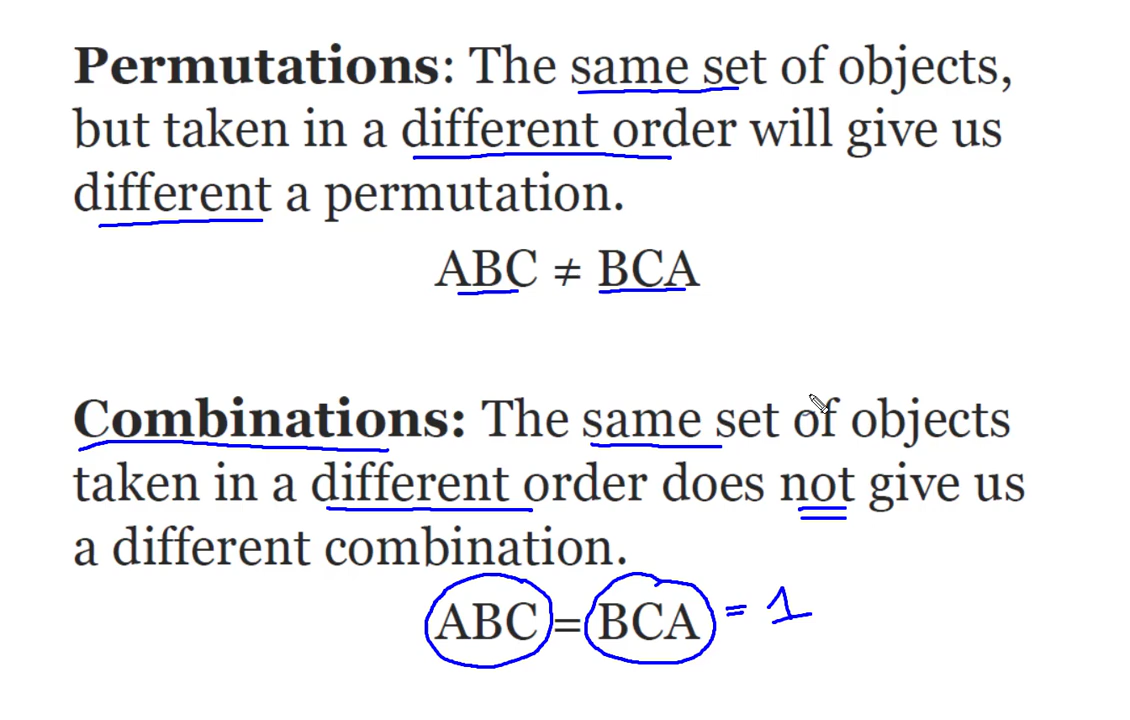 Permutations: The same set of objects,
but taken in a different order will give us
different a permutation.
ABC ≠ BCA
Combinations: The same set of objects
taken in a different order does not give us
a different combination.
ABC = BCA = 1